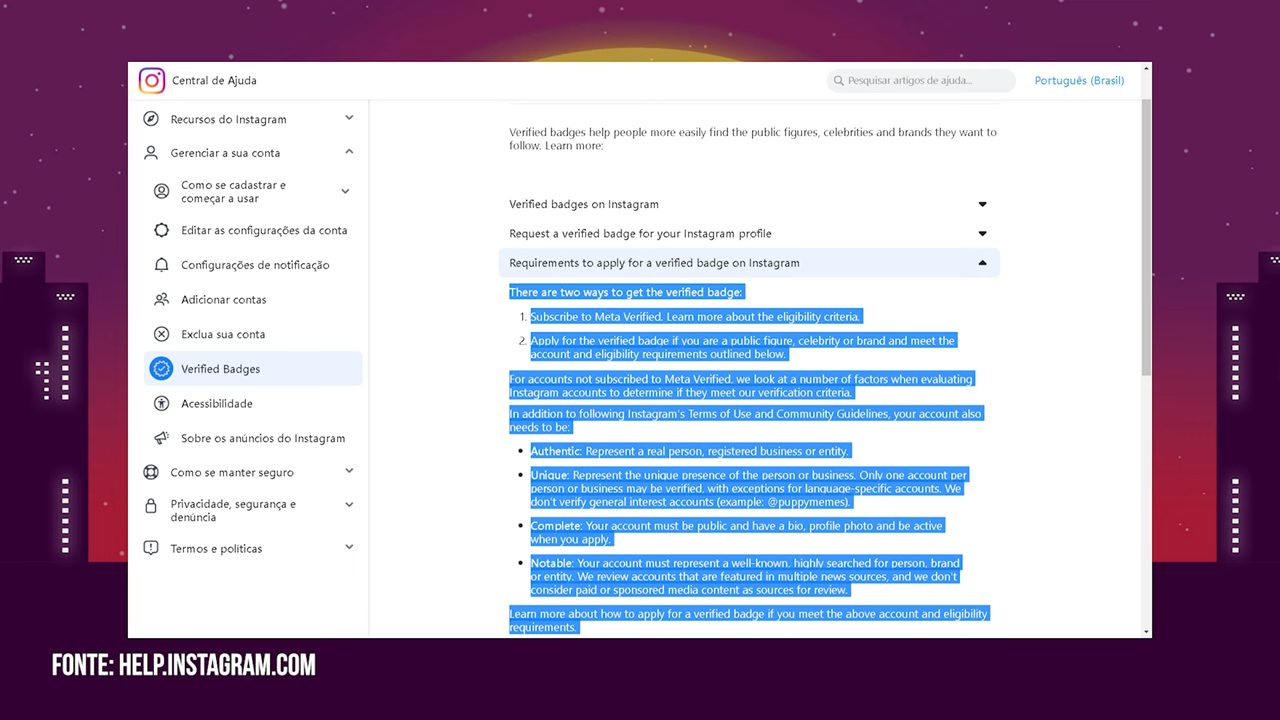 Central de Ajuda
Pesquisar artigos de ajuda...
Português (Brasil)
Recursos do Instagram
Gerenciar a sua conta
Como se cadastrar e
começar a usar
Editar as configurações da conta
Configurações de notificação
Adicionar contas
Exclua sua conta
Verified Badges
Acessibilidade
Sobre os anúncios do Instagram
Como se manter seguro
Privacidade, segurança e
denúncia
Termos e políticas
Verified badges help people more easily find the public figures, celebrities and brands they want to
follow. Learn more:
Verified badges on Instagram
Request a verified badge for your Instagram profile
Requirements to apply for a verified badge on Instagram
There are two ways to get the verified badge:
1. Subscribe to Meta Verified. Learn more about the eligibility criteria.
2. Apply for the verified badge if you are a public figure, celebrity or brand and meet the
account and eligibility requirements outlined below.
For accounts not subscribed to Meta Verified, we look at a number of factors when evaluating
Instagram accounts to determine if they meet our verification criteria.
In addition to following Instagram's Terms of Use and Community Guidelines, your account also
needs to be:
• Authentic: Represent a real person, registered business or entity.
• Unique: Represent the unique presence of the person or business. Only one account per
person or business may be verified, with exceptions for language-specific accounts. We
don't verify general interest accounts (example: @puppymemes).
• Complete: Your account must be public and have a bio, profile photo and be active
when you apply.
• Notable: Your account must represent a well-known, highly searched for person, brand
or entity. We review accounts that are featured in multiple news sources, and we don't
consider paid or sponsored media content as sources for review.
Learn more about how to apply for a verified badge if you meet the above account and eligibility
requirements.
FONTE: HELP.INSTAGRAM.COM